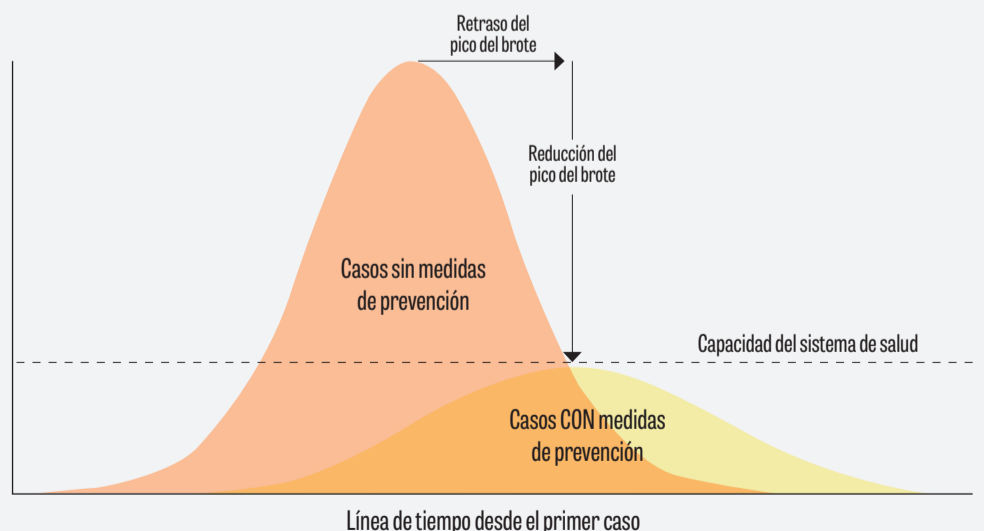 Retraso del
pico del brote
Reducción del
pico del brote
Casos sin medidas
de prevención
Capacidad del sistema de salud
Casos CON medidas
de prevención
Línea de tiempo desde el primer caso